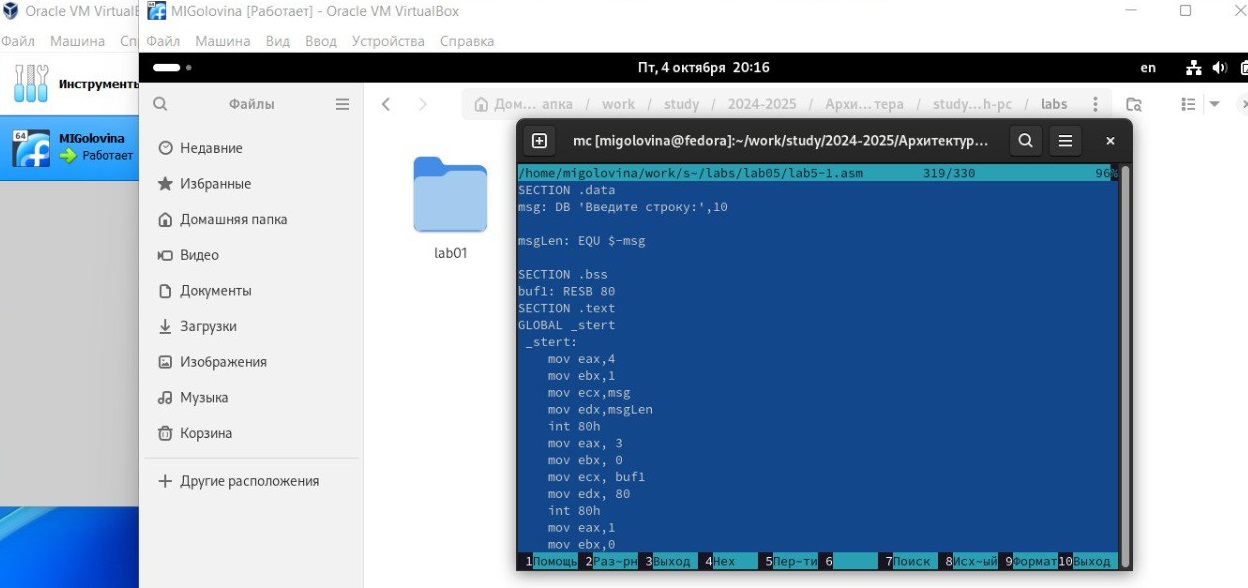 Oracle VM VirtualB
MIGolovina [Работает] - Oracle VM VirtualBox
Файл Машина Сп
Файл Машина Вид Ввод Устройства Справка
Инструменты
64
MIGolovina
Работает
Пт, 4 октября 20:16
en
Файлы
Дом... апка / work / study / 2024-2025 / Архи...тера / study...h-pc / labs
Недавние
Избранные
Домашняя папка
Видео
Документы
Загрузки
Изображения
Музыка
Корзина
Другие расположения
lab01
mc [migolovina@fedora]:~/work/study/2024-2025/Архитектур...
/home/migolovina/work/s~/labs/lab05/lab5-1.asm 319/330 96%
SECTION .data
msg: DB 'Введите строку:',10
msgLen: EQU $-msg
SECTION .bss
buf1: RESB 80
SECTION .text
GLOBAL _stert
_stert:
mov eax,4
mov ebx,1
mov ecx,msg
mov edx,msgLen
int 80h
mov eax, 3
mov ebx, 0
mov ecx, buf1
mov edx, 80
int 80h
mov eax,1
mov ebx,0
1Помощь 2Раз~рн 3Выход 4Hex 5Пер~ти 6 7Поиск 8Исх~ый 9Формат 10Выход